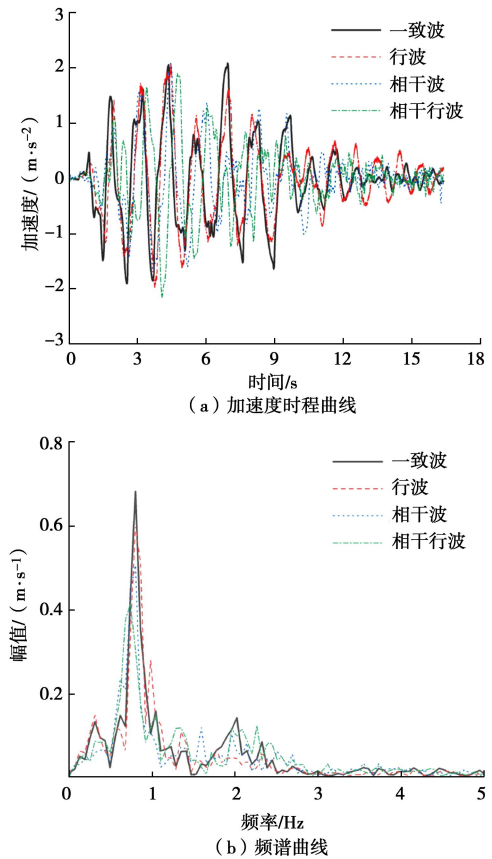 3
2
1
0
−1
−2
−3
加速度/（m·s⁻²）
一致波
行波
相干波
相干行波
0 3 6 9 12 15 18
时间/s
（a）加速度时程曲线
0.8
0.6
0.4
0.2
幅值/（m·s⁻¹）
一致波
行波
相干波
相干行波
0 1 2 3 4 5
频率/Hz
（b）频谱曲线